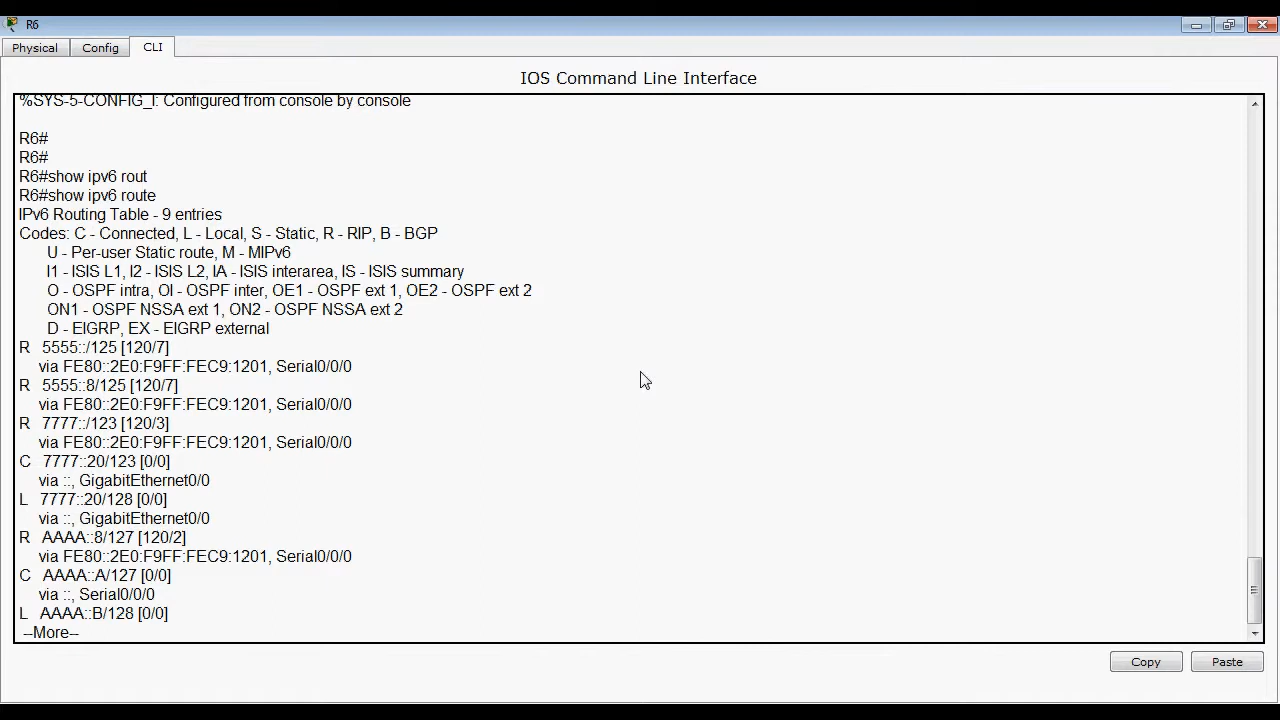 R6
Physical Config CLI
IOS Command Line Interface
%SYS-5-CONFIG_I: Configured from console by console
R6#
R6#
R6#show ipv6 rout
R6#show ipv6 route
IPv6 Routing Table - 9 entries
Codes: C - Connected, L - Local, S - Static, R - RIP, B - BGP
U - Per-user Static route, M - MIPv6
I1 - ISIS L1, I2 - ISIS L2, IA - ISIS interarea, IS - ISIS summary
O - OSPF intra, OI - OSPF inter, OE1 - OSPF ext 1, OE2 - OSPF ext 2
ON1 - OSPF NSSA ext 1, ON2 - OSPF NSSA ext 2
D - EIGRP, EX - EIGRP external
R 5555::/125 [120/7]
via FE80::2E0:F9FF:FEC9:1201, Serial0/0/0
R 5555::8/125 [120/7]
via FE80::2E0:F9FF:FEC9:1201, Serial0/0/0
R 7777::/123 [120/3]
via FE80::2E0:F9FF:FEC9:1201, Serial0/0/0
C 7777::20/123 [0/0]
via ::, GigabitEthernet0/0
L 7777::20/128 [0/0]
via ::, GigabitEthernet0/0
R AAAA::8/127 [120/2]
via FE80::2E0:F9FF:FEC9:1201, Serial0/0/0
C AAAA::A/127 [0/0]
via ::, Serial0/0/0
L AAAA::B/128 [0/0]
--More--
Copy Paste